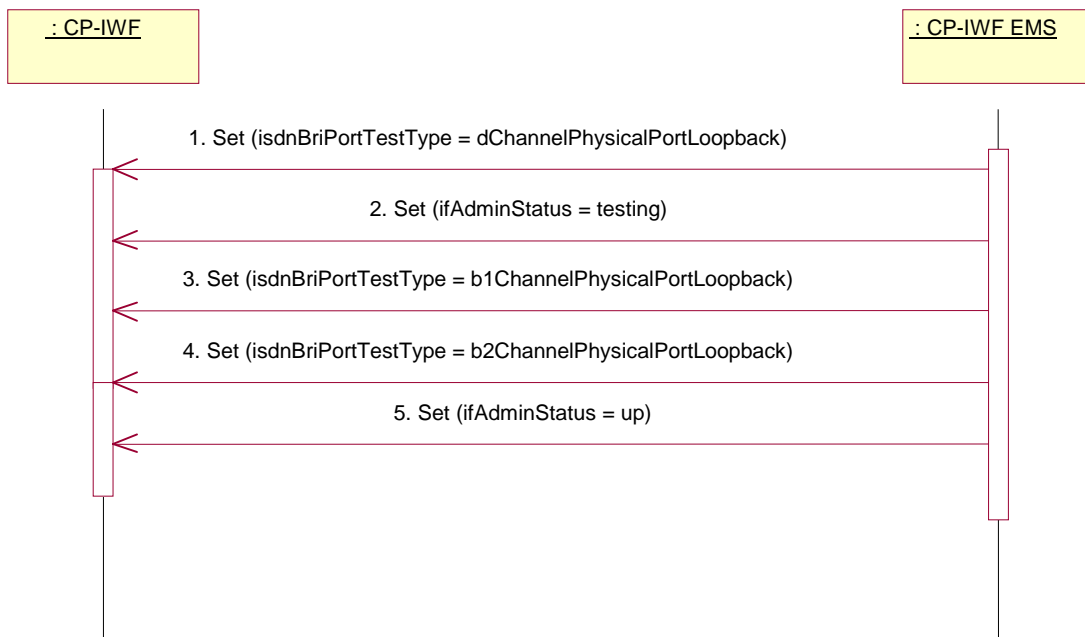 : CP-IWF
: CP-IWF EMS
1. Set (isdnBriPortTestType = dChannelPhysicalPortLoopback)
2. Set (ifAdminStatus = testing)
3. Set (isdnBriPortTestType = b1ChannelPhysicalPortLoopback)
4. Set (isdnBriPortTestType = b2ChannelPhysicalPortLoopback)
5. Set (ifAdminStatus = up)